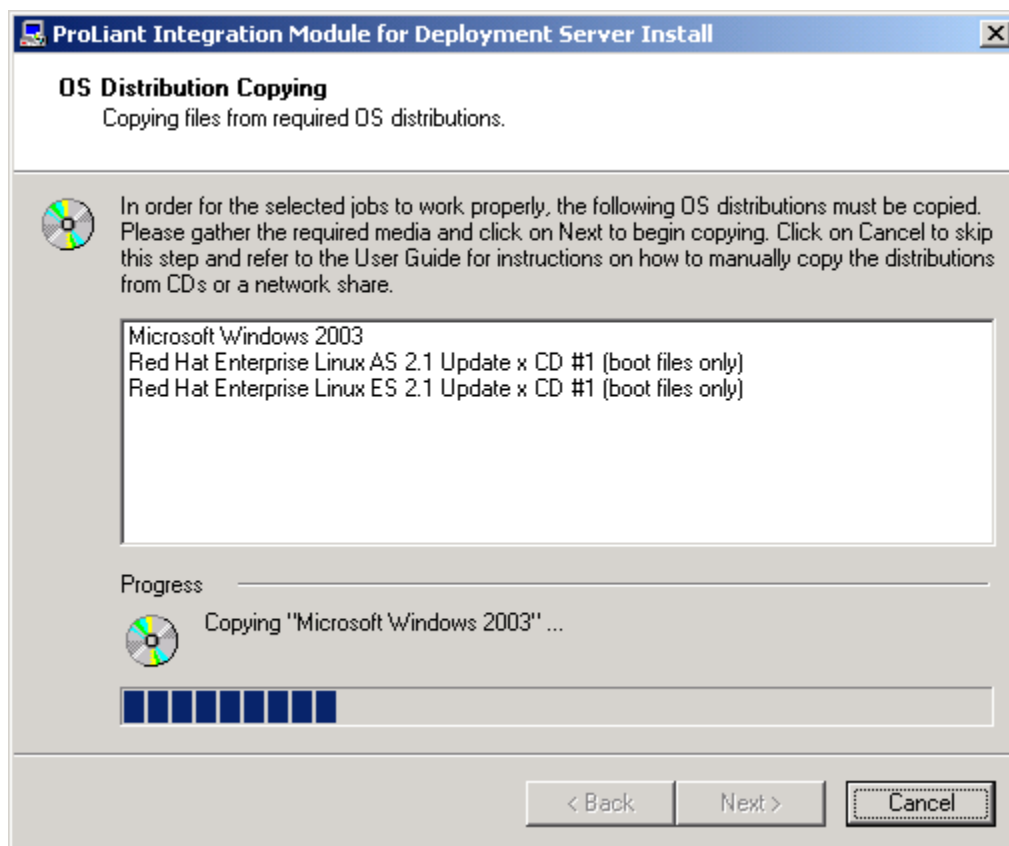 ProLiant Integration Module for Deployment Server Install
OS Distribution Copying
Copying files from required OS distributions.
In order for the selected jobs to work properly, the following OS distributions must be copied.
Please gather the required media and click on Next to begin copying. Click on Cancel to skip
this step and refer to the User Guide for instructions on how to manually copy the distributions
from CDs or a network share.
Microsoft Windows 2003
Red Hat Enterprise Linux AS 2.1 Update x CD #1 (boot files only)
Red Hat Enterprise Linux ES 2.1 Update x CD #1 (boot files only)
Progress
Copying "Microsoft Windows 2003" ...
< Back Next > Cancel